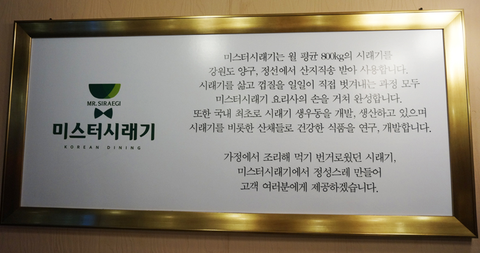 MR.SIRAEGI
미스터시래기
KOREAN DINING
미스터시래기는 월 평균 800kg의 시래기를
강원도 양구, 정선에서 산지직송 받아 사용합니다.
시래기를 삶고 껍질을 일일이 직접 벗겨내는 과정 모두
미스터시래기 요리사의 손을 거쳐 완성합니다.
또한 국내 최초로 시래기 생우동을 개발, 생산하고 있으며
시래기를 비롯한 산채들로 건강한 식품을 연구, 개발합니다.
가정에서 조리해 먹기 번거로웠던 시래기,
미스터시래기에서 정성스레 만들어
고객 여러분에게 제공하겠습니다.